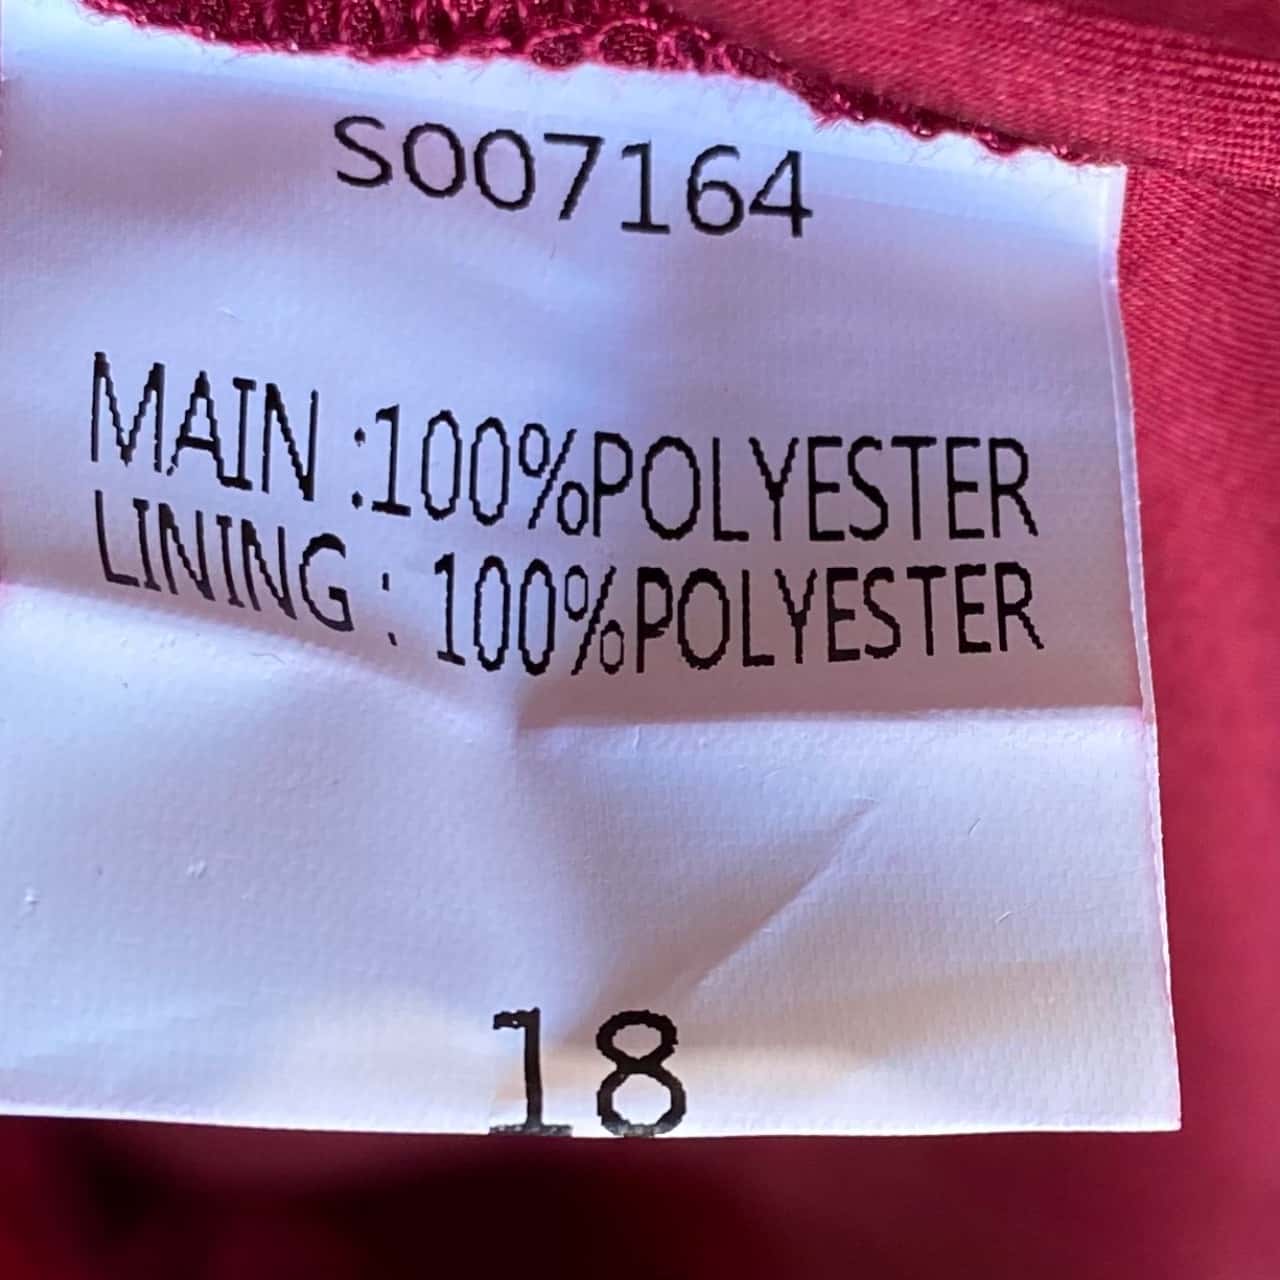 S007164
MAIN :100%POLYESTER
LINING : 100%POLYESTER
18